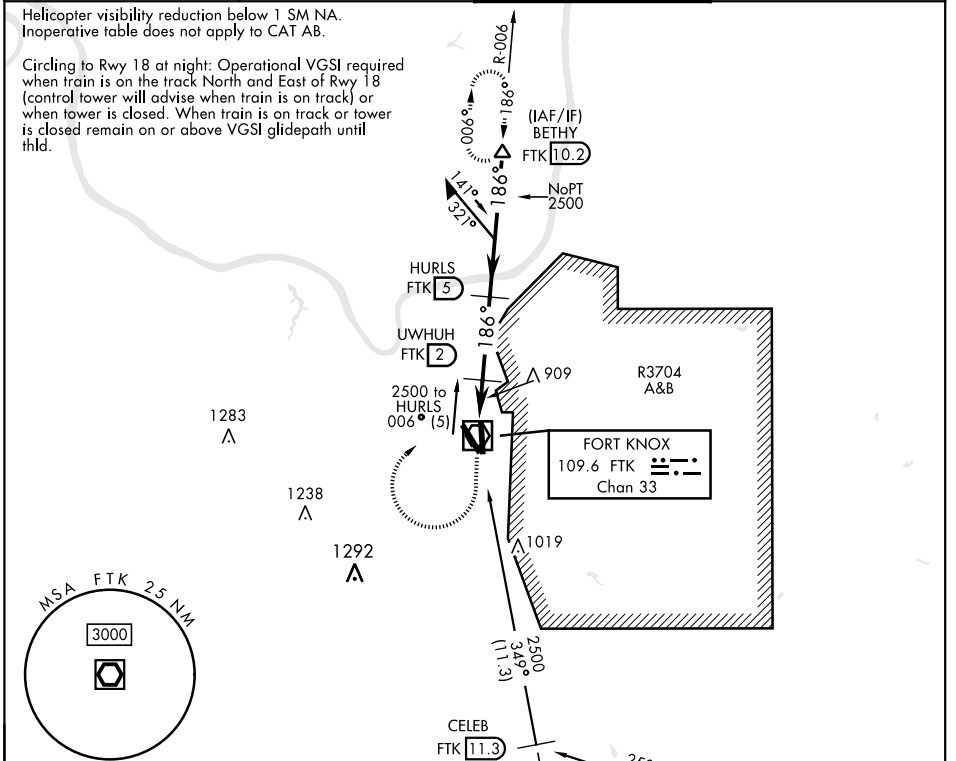 Helicopter visibility reduction below 1 SM NA.
Inoperative table does not apply to CAT AB.
Circling to Rwy 18 at night: Operational VGSI required
when train is on the track North and East of Rwy 18
(control tower will advise when train is on track) or
when tower is closed. When train is on track or tower
is closed remain on or above VGSI glidepath until
thld.
R-006
006°
186°
(IAF/IF)
BETHY
FTK 10.2
186°
NoPT
2500
141°
321°
HURLS
FTK 5
186°
UWHUH
FTK 2
909
R3704
A&B
2500 to
HURLS
006° (5)
1283
FORT KNOX
109.6 FTK
Chan 33
1238
1292
1019
MSA FTK 25 NM
3000
2500
349°
(11.3)
CELEB
FTK 11.3